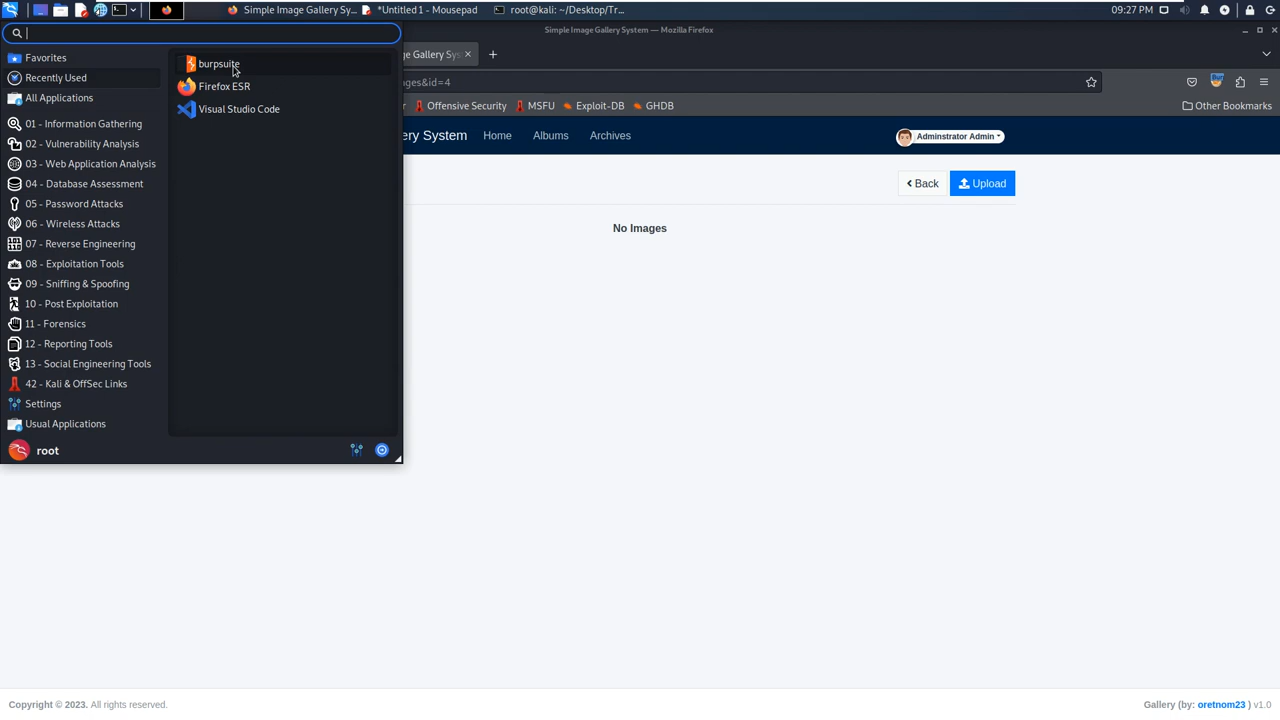 Simple Image Gallery Sy...
*Untitled 1 - Mousepad
root@kali: ~/Desktop/Tr...
09:27 PM
Simple Image Gallery System — Mozilla Firefox
ge Gallery Sys
ges&id=4
Offensive Security
MSFU
Exploit-DB
GHDB
Other Bookmarks
ery System
Home
Albums
Archives
Adminstrator Admin
Back
Upload
No Images
Favorites
Recently Used
All Applications
01 - Information Gathering
02 - Vulnerability Analysis
03 - Web Application Analysis
04 - Database Assessment
05 - Password Attacks
06 - Wireless Attacks
07 - Reverse Engineering
08 - Exploitation Tools
09 - Sniffing & Spoofing
10 - Post Exploitation
11 - Forensics
12 - Reporting Tools
13 - Social Engineering Tools
42 - Kali & OffSec Links
Settings
Usual Applications
burpsuite
Firefox ESR
Visual Studio Code
root
Copyright © 2023. All rights reserved.
Gallery (by: oretnom23 ) v1.0